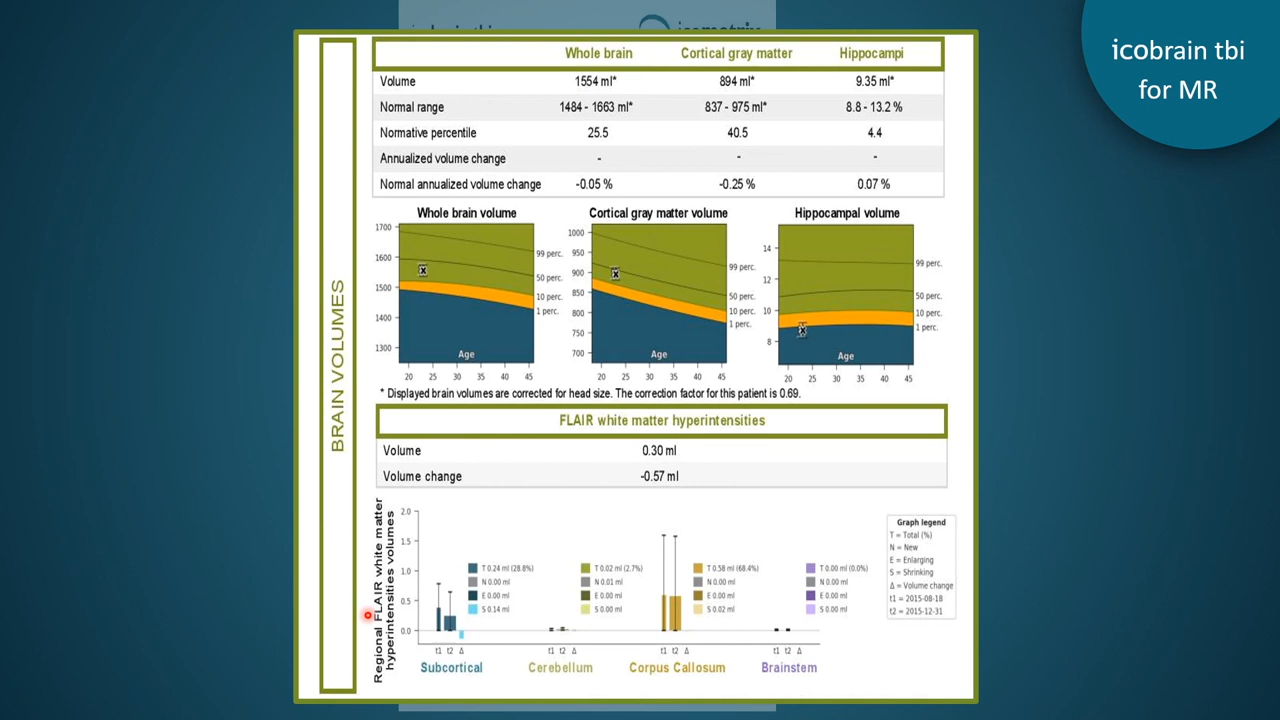 icobrain tbi
for MR
BRAIN VOLUMES
Whole brain Cortical gray matter Hippocampi
Volume 1554 ml* 894 ml* 9.35 ml*
Normal range 1484 - 1663 ml* 837 - 975 ml* 8.8 - 13.2 %
Normative percentile 25.5 40.5 4.4
Annualized volume change - - -
Normal annualized volume change -0.05 % -0.25 % 0.07 %
Whole brain volume
1700
1600
1500
1400
1300
99 perc.
50 perc.
10 perc.
1 perc.
Age
20 25 30 35 40 45
Cortical gray matter volume
1000
950
900
850
800
750
700
99 perc.
50 perc.
10 perc.
1 perc.
Age
20 25 30 35 40 45
Hippocampal volume
14
12
10
8
99 perc.
50 perc.
10 perc.
1 perc.
Age
20 25 30 35 40 45
* Displayed brain volumes are corrected for head size. The correction factor for this patient is 0.69.
FLAIR white matter hyperintensities
Volume 0.30 ml
Volume change -0.57 ml
Regional FLAIR white matter
hyperintensities volumes
2.0
1.5
1.0
0.5
0.0
T 0.24 ml (28.8%)
N 0.00 ml
E 0.00 ml
S 0.14 ml
T 0.02 ml (2.7%)
N 0.01 ml
E 0.00 ml
S 0.00 ml
T 0.58 ml (68.4%)
N 0.00 ml
E 0.00 ml
S 0.02 ml
T 0.00 ml (0.0%)
N 0.00 ml
E 0.00 ml
S 0.00 ml
t1 t2 Δ t1 t2 Δ t1 t2 Δ t1 t2 Δ
Subcortical Cerebellum Corpus Callosum Brainstem
Graph legend
T = Total (%)
N = New
E = Enlarging
S = Shrinking
Δ = Volume change
t1 = 2015-08-18
t2 = 2015-12-31